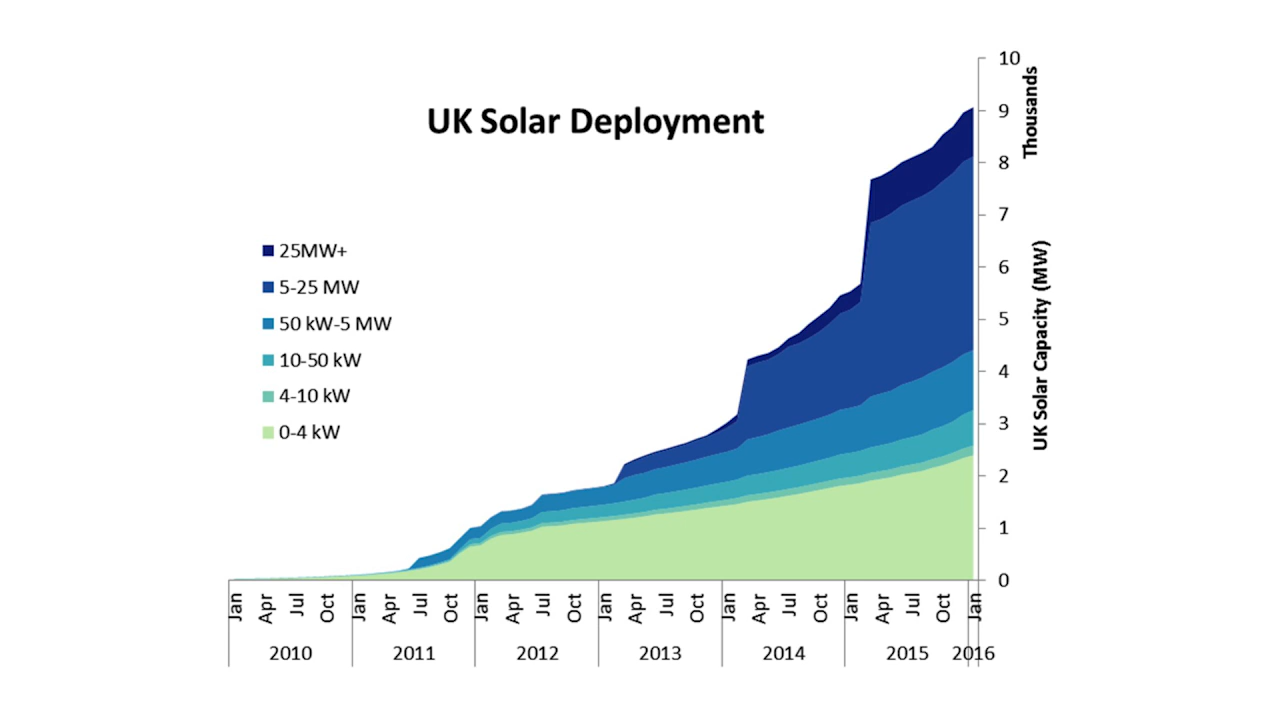 UK Solar Deployment
25MW+
5-25 MW
50 kW-5 MW
10-50 kW
4-10 kW
0-4 kW
10
9
8
7
6
5
4
3
2
1
0
Thousands
UK Solar Capacity (MW)
Jan Apr Jul Oct Jan Apr Jul Oct Jan Apr Jul Oct Jan Apr Jul Oct Jan Apr Jul Oct Jan Apr Jul Oct Jan
2010 2011 2012 2013 2014 2015 2016